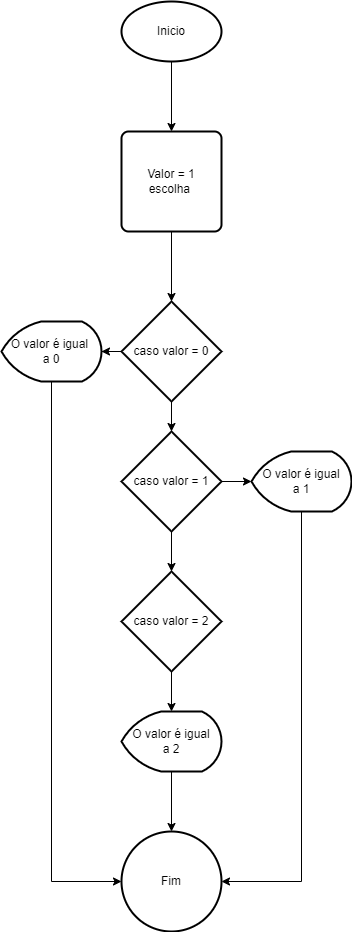 Inicio
Valor = 1
escolha
caso valor = 0
O valor é igual
a 0
caso valor = 1
O valor é igual
a 1
caso valor = 2
O valor é igual
a 2
Fim